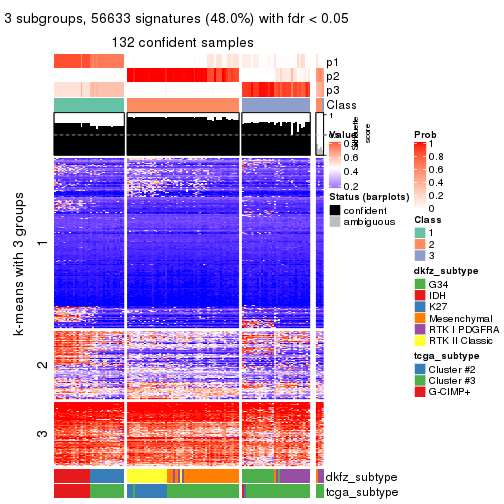 3 subgroups, 56633 signatures (48.0%) with fdr < 0.05
132 confident samples
p1
p2
p3
Class
1
Silhouette
score
k-means with 3 groups
1
2
3
dkfz_subtype
tcga_subtype
Value
0.8
0.6
0.4
0.2
Status (barplots)
confident
ambiguous
Prob
1
0.8
0.6
0.4
0.2
0
Class
1
2
3
dkfz_subtype
G34
IDH
K27
Mesenchymal
RTK I PDGFRA
RTK II Classic
tcga_subtype
Cluster #2
Cluster #3
G-CIMP+